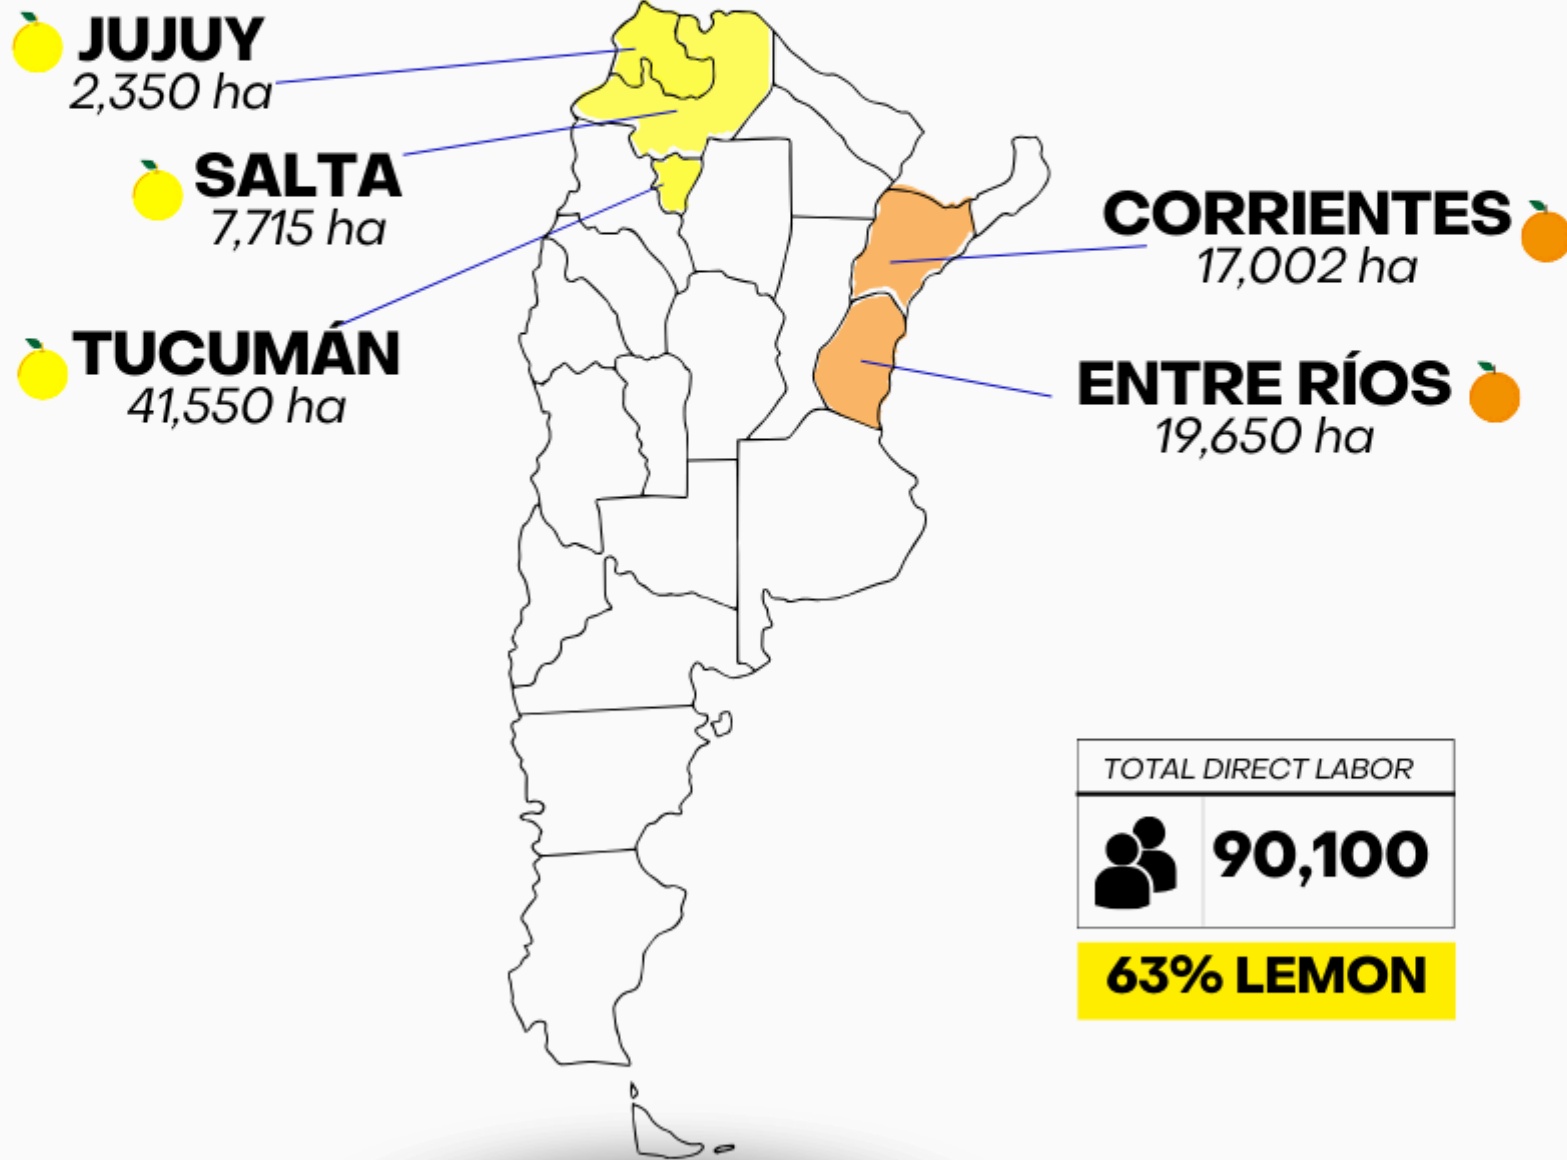 JUJUY
2,350 ha
SALTA
7,715 ha
TUCUMÁN
41,550 ha
CORRIENTES
17,002 ha
ENTRE RÍOS
19,650 ha
TOTAL DIRECT LABOR
90,100
63% LEMON